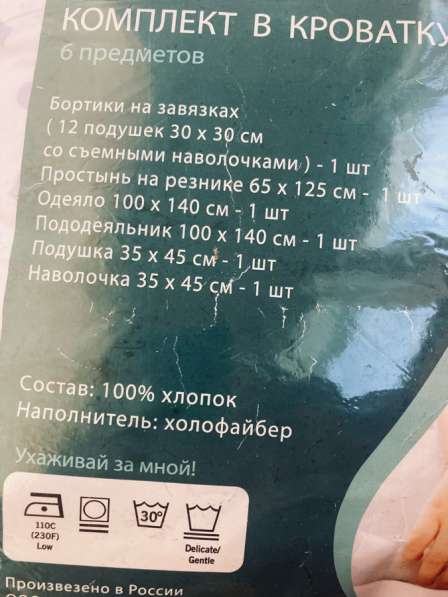 КОМПЛЕКТ В КРОВАТКУ
6 предметов
Бортики на завязках
( 12 подушек 30 х 30 см
со съемными наволочками ) - 1 шт
Простынь на резнике 65 х 125 см - 1 шт
Одеяло 100 х 140 см - 1 шт
Пододеяльник 100 х 140 см - 1 шт
Подушка 35 х 45 см - 1 шт
Наволочка 35 х 45 см - 1 шт
Состав: 100% хлопок
Наполнитель: холофайбер
Ухаживай за мной!
110C
(230F)
Low
30°
Delicate/
Gentle
Произвезено в России